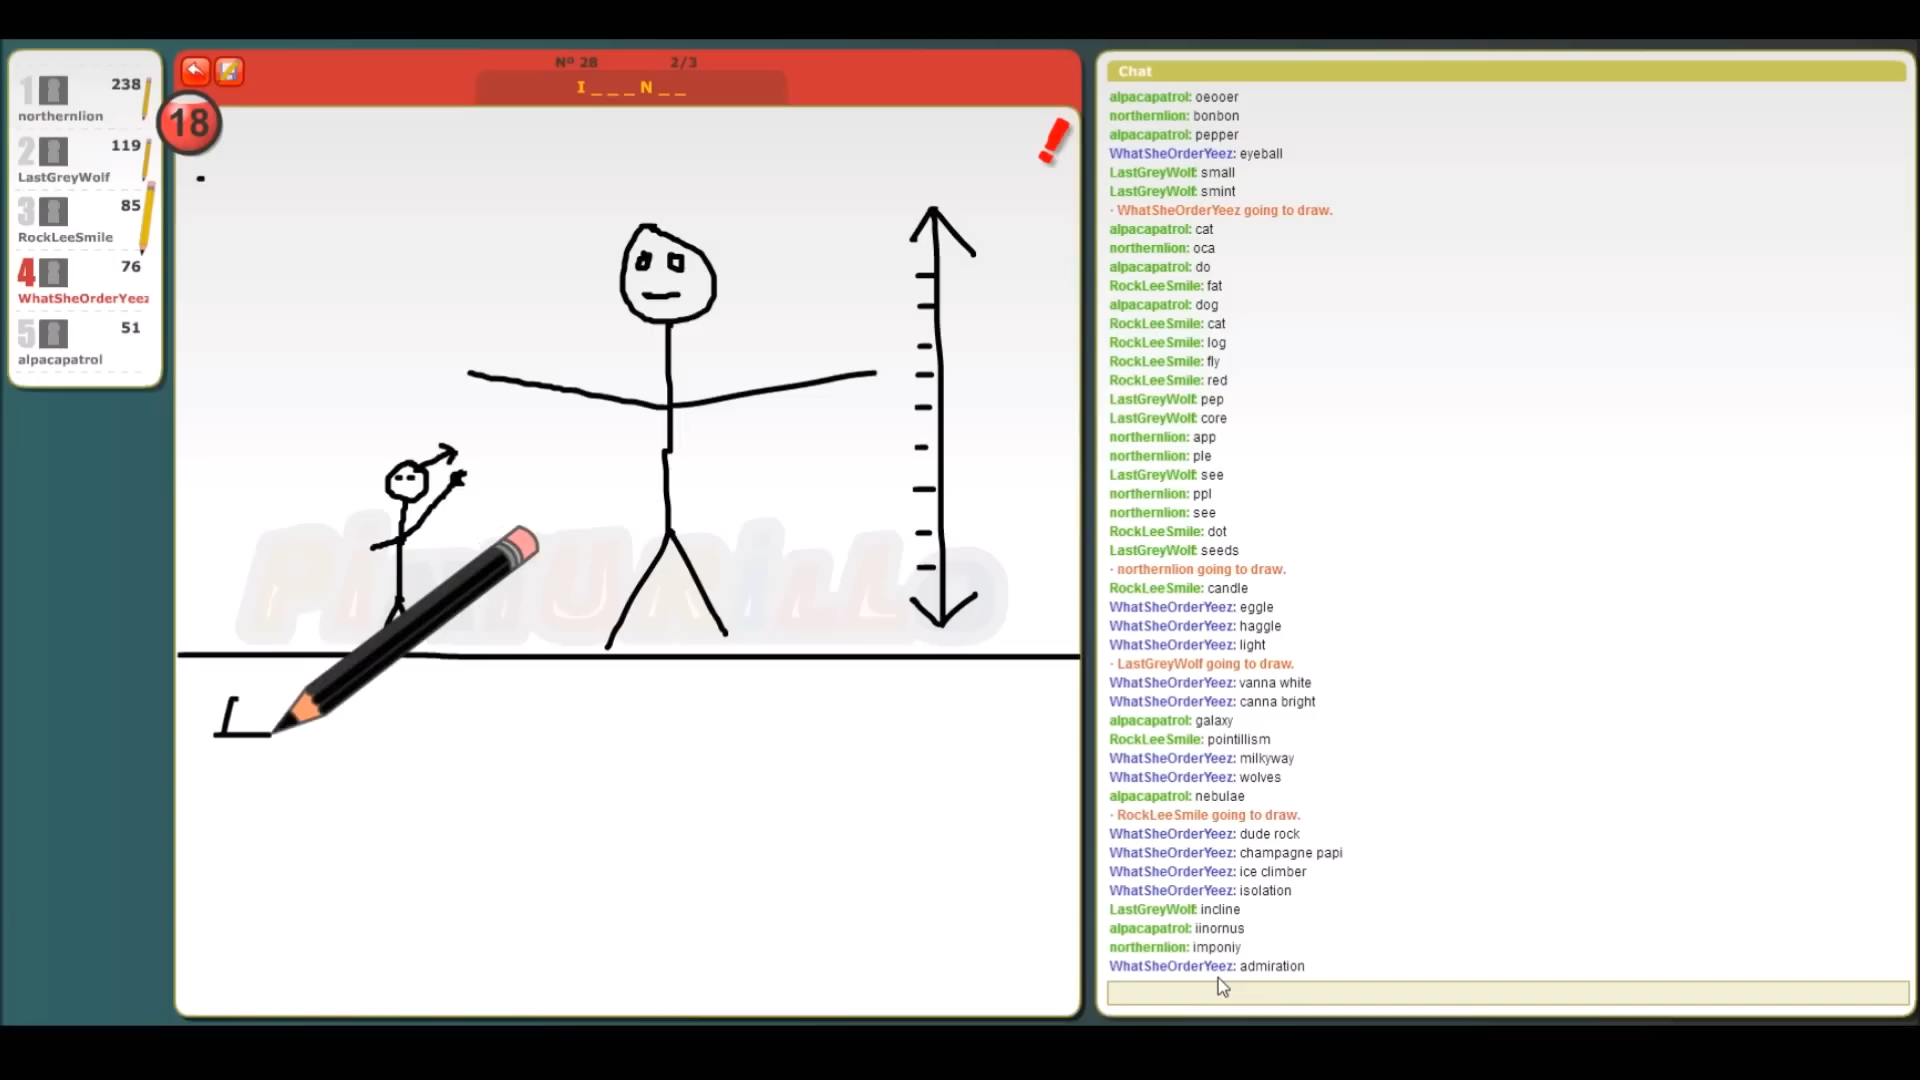 1
238
northernlion
2
119
LastGreyWolf
3
85
RockLeeSmile
4
76
WhatSheOrderYeez
5
51
alpacapatrol
18
Nº 28 2/3
I _ _ _ N _ _
!
PiNTURiLLO
L
Chat
alpacapatrol: oeooer
northernlion: bonbon
alpacapatrol: pepper
WhatSheOrderYeez: eyeball
LastGreyWolf: small
LastGreyWolf: smint
· WhatSheOrderYeez going to draw.
alpacapatrol: cat
northernlion: oca
alpacapatrol: do
RockLeeSmile: fat
alpacapatrol: dog
RockLeeSmile: cat
RockLeeSmile: log
RockLeeSmile: fly
RockLeeSmile: red
LastGreyWolf: pep
LastGreyWolf: core
northernlion: app
northernlion: ple
LastGreyWolf: see
northernlion: ppl
northernlion: see
RockLeeSmile: dot
LastGreyWolf: seeds
· northernlion going to draw.
RockLeeSmile: candle
WhatSheOrderYeez: eggle
WhatSheOrderYeez: haggle
WhatSheOrderYeez: light
· LastGreyWolf going to draw.
WhatSheOrderYeez: vanna white
WhatSheOrderYeez: canna bright
alpacapatrol: galaxy
RockLeeSmile: pointillism
WhatSheOrderYeez: milkyway
WhatSheOrderYeez: wolves
alpacapatrol: nebulae
· RockLeeSmile going to draw.
WhatSheOrderYeez: dude rock
WhatSheOrderYeez: champagne papi
WhatSheOrderYeez: ice climber
WhatSheOrderYeez: isolation
LastGreyWolf: incline
alpacapatrol: iinornus
northernlion: imponiy
WhatSheOrderYeez: admiration